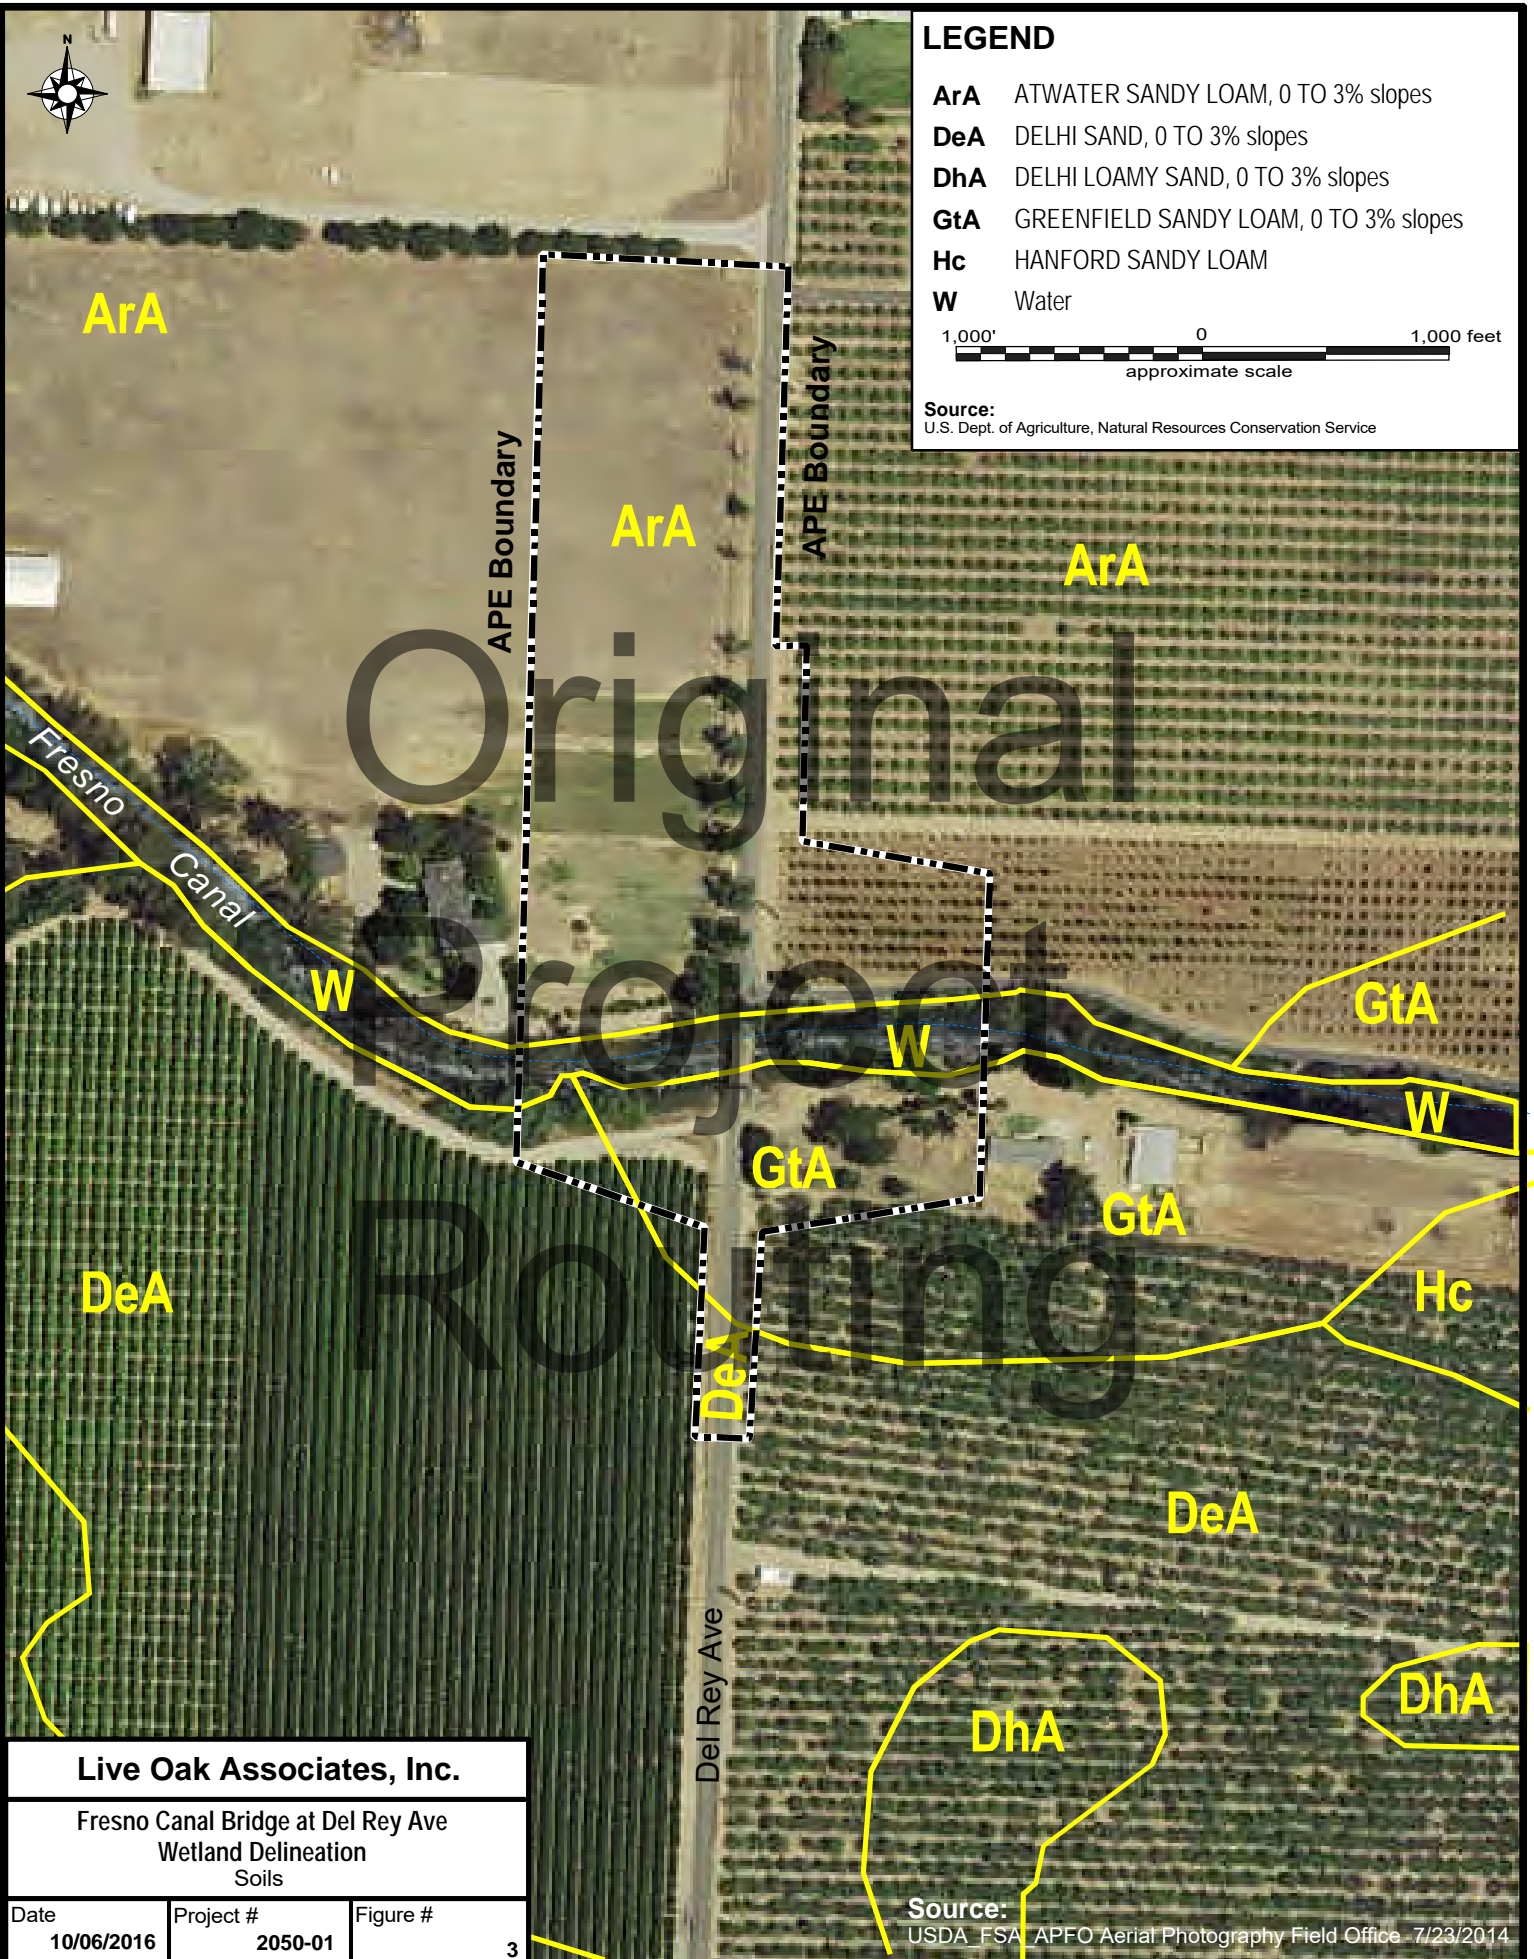 N
LEGEND
ArA ATWATER SANDY LOAM, 0 TO 3% slopes
DeA DELHI SAND, 0 TO 3% slopes
DhA DELHI LOAMY SAND, 0 TO 3% slopes
GtA GREENFIELD SANDY LOAM, 0 TO 3% slopes
Hc HANFORD SANDY LOAM
W Water
1,000' 0 1,000 feet
approximate scale
Source:
U.S. Dept. of Agriculture, Natural Resources Conservation Service
ArA
APE Boundary
APE Boundary
ArA
ArA
Original
Fresno
Canal
Project
W
W
GtA
W
GtA
GtA
Routing
DeA
Hc
DeA
DeA
Del Rey Ave
DhA
DhA
Live Oak Associates, Inc.
Fresno Canal Bridge at Del Rey Ave
Wetland Delineation
Soils
Date Project # Figure #
10/06/2016 2050-01 3
Source:
USDA_FSA_APFO Aerial Photography Field Office 7/23/2014